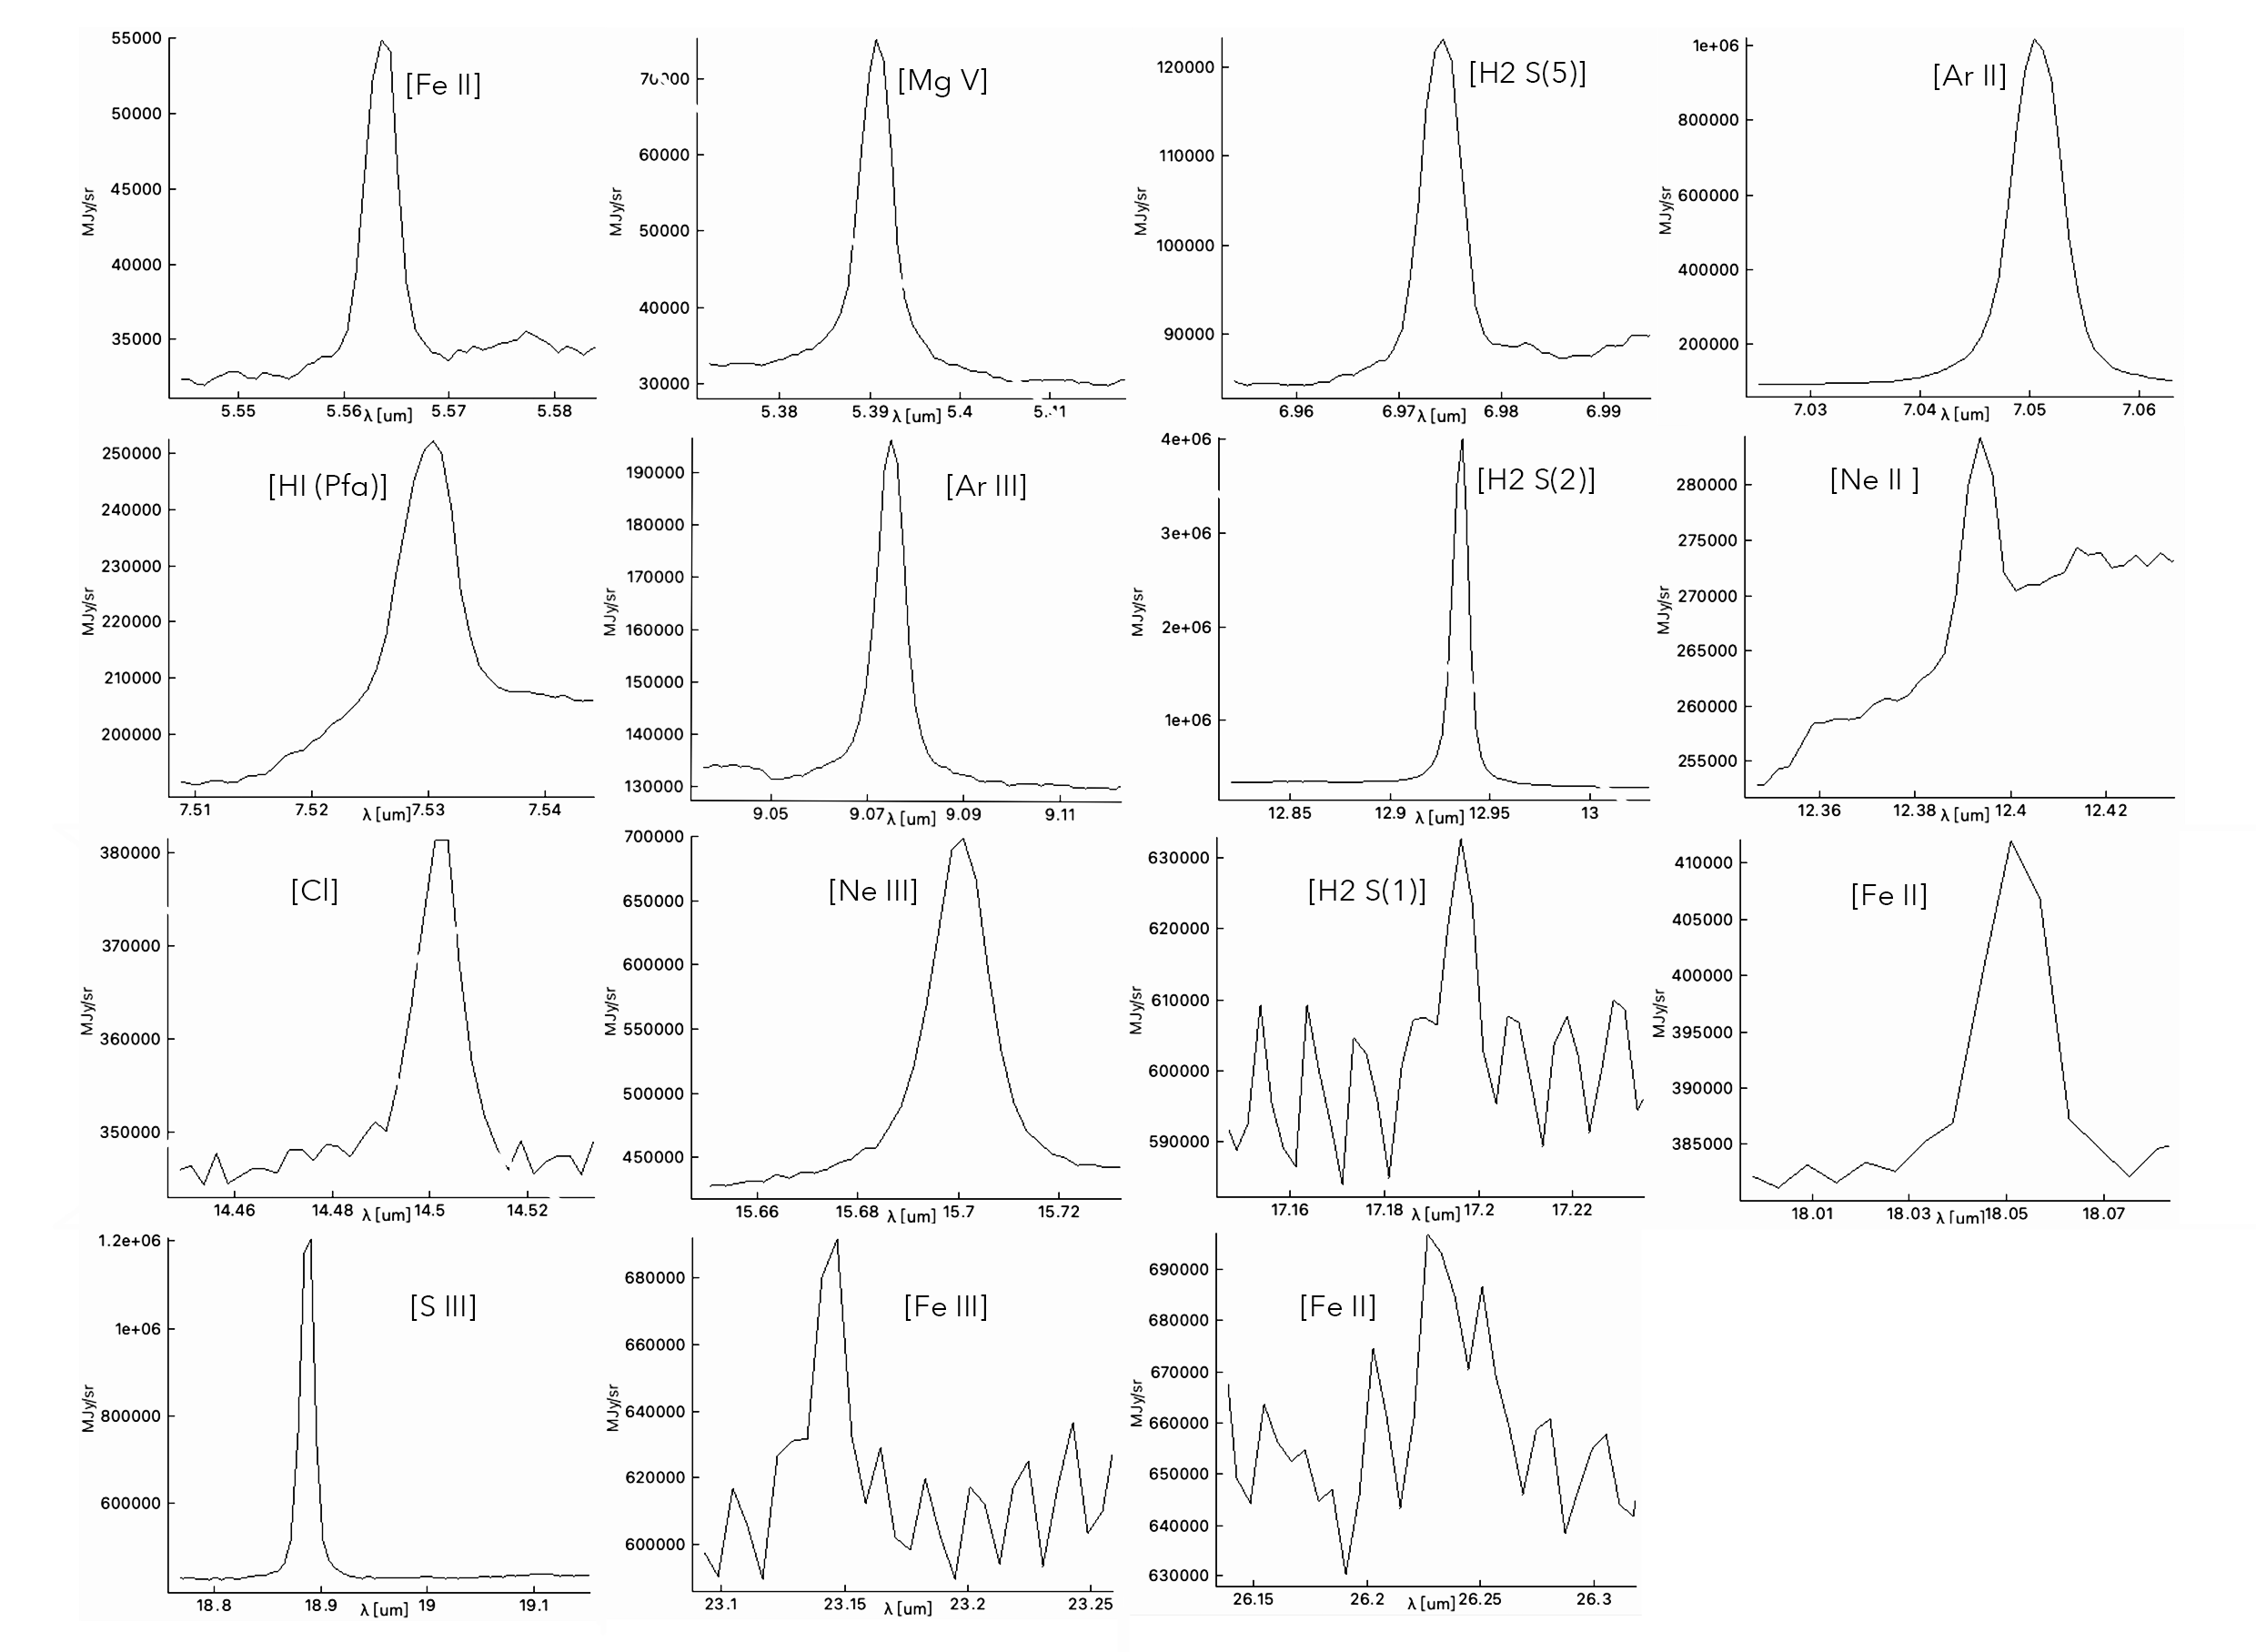 55000
50000
45000
40000
35000
MJy/sr
[Fe II]
5.55
5.56
λ [um]
5.57
5.58
60000
50000
40000
30000
MJy/sr
[Mg V]
5.38
5.39
λ [um]
5.4
120000
110000
100000
90000
MJy/sr
[H2 S(5)]
6.96
6.97
λ [um]
6.98
6.99
1e+06
800000
600000
400000
200000
MJy/sr
[Ar II]
7.03
7.04
λ [um]
7.05
7.06
250000
240000
230000
220000
210000
200000
MJy/sr
[HI (Pfa)]
7.51
7.52
λ [um]
7.53
7.54
190000
180000
170000
160000
150000
140000
130000
MJy/sr
[Ar III]
9.05
9.07
λ [um]
9.09
9.11
4e+06
3e+06
2e+06
1e+06
MJy/sr
[H2 S(2)]
12.85
12.9
λ [um]
12.95
13
280000
275000
270000
265000
260000
255000
MJy/sr
[Ne II ]
12.36
12.38
λ [um]
12.4
12.42
380000
370000
360000
350000
MJy/sr
[Cl]
14.46
14.48
λ [um]
14.5
14.52
700000
650000
600000
550000
500000
450000
MJy/sr
[Ne III]
15.66
15.68
λ [um]
15.7
15.72
630000
620000
610000
600000
590000
MJy/sr
[H2 S(1)]
17.16
17.18
λ [um]
17.2
17.22
410000
405000
400000
395000
390000
385000
MJy/sr
[Fe II]
18.01
18.03
λ [um]
18.05
18.07
1.2e+06
1e+06
800000
600000
MJy/sr
[S III]
18.8
18.9
λ [um]
19
19.1
680000
660000
640000
620000
600000
MJy/sr
[Fe III]
23.1
23.15
λ [um]
23.2
23.25
690000
680000
670000
660000
650000
640000
630000
MJy/sr
[Fe II]
26.15
26.2
λ [um]
26.25
26.3